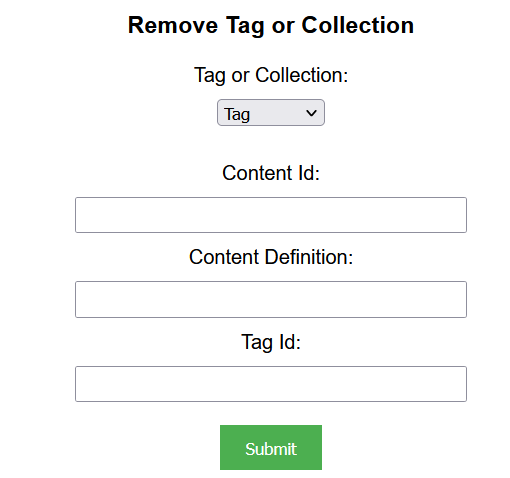 Remove Tag or Collection
Tag or Collection:
Tag
Content Id:
Content Definition:
Tag Id:
Submit